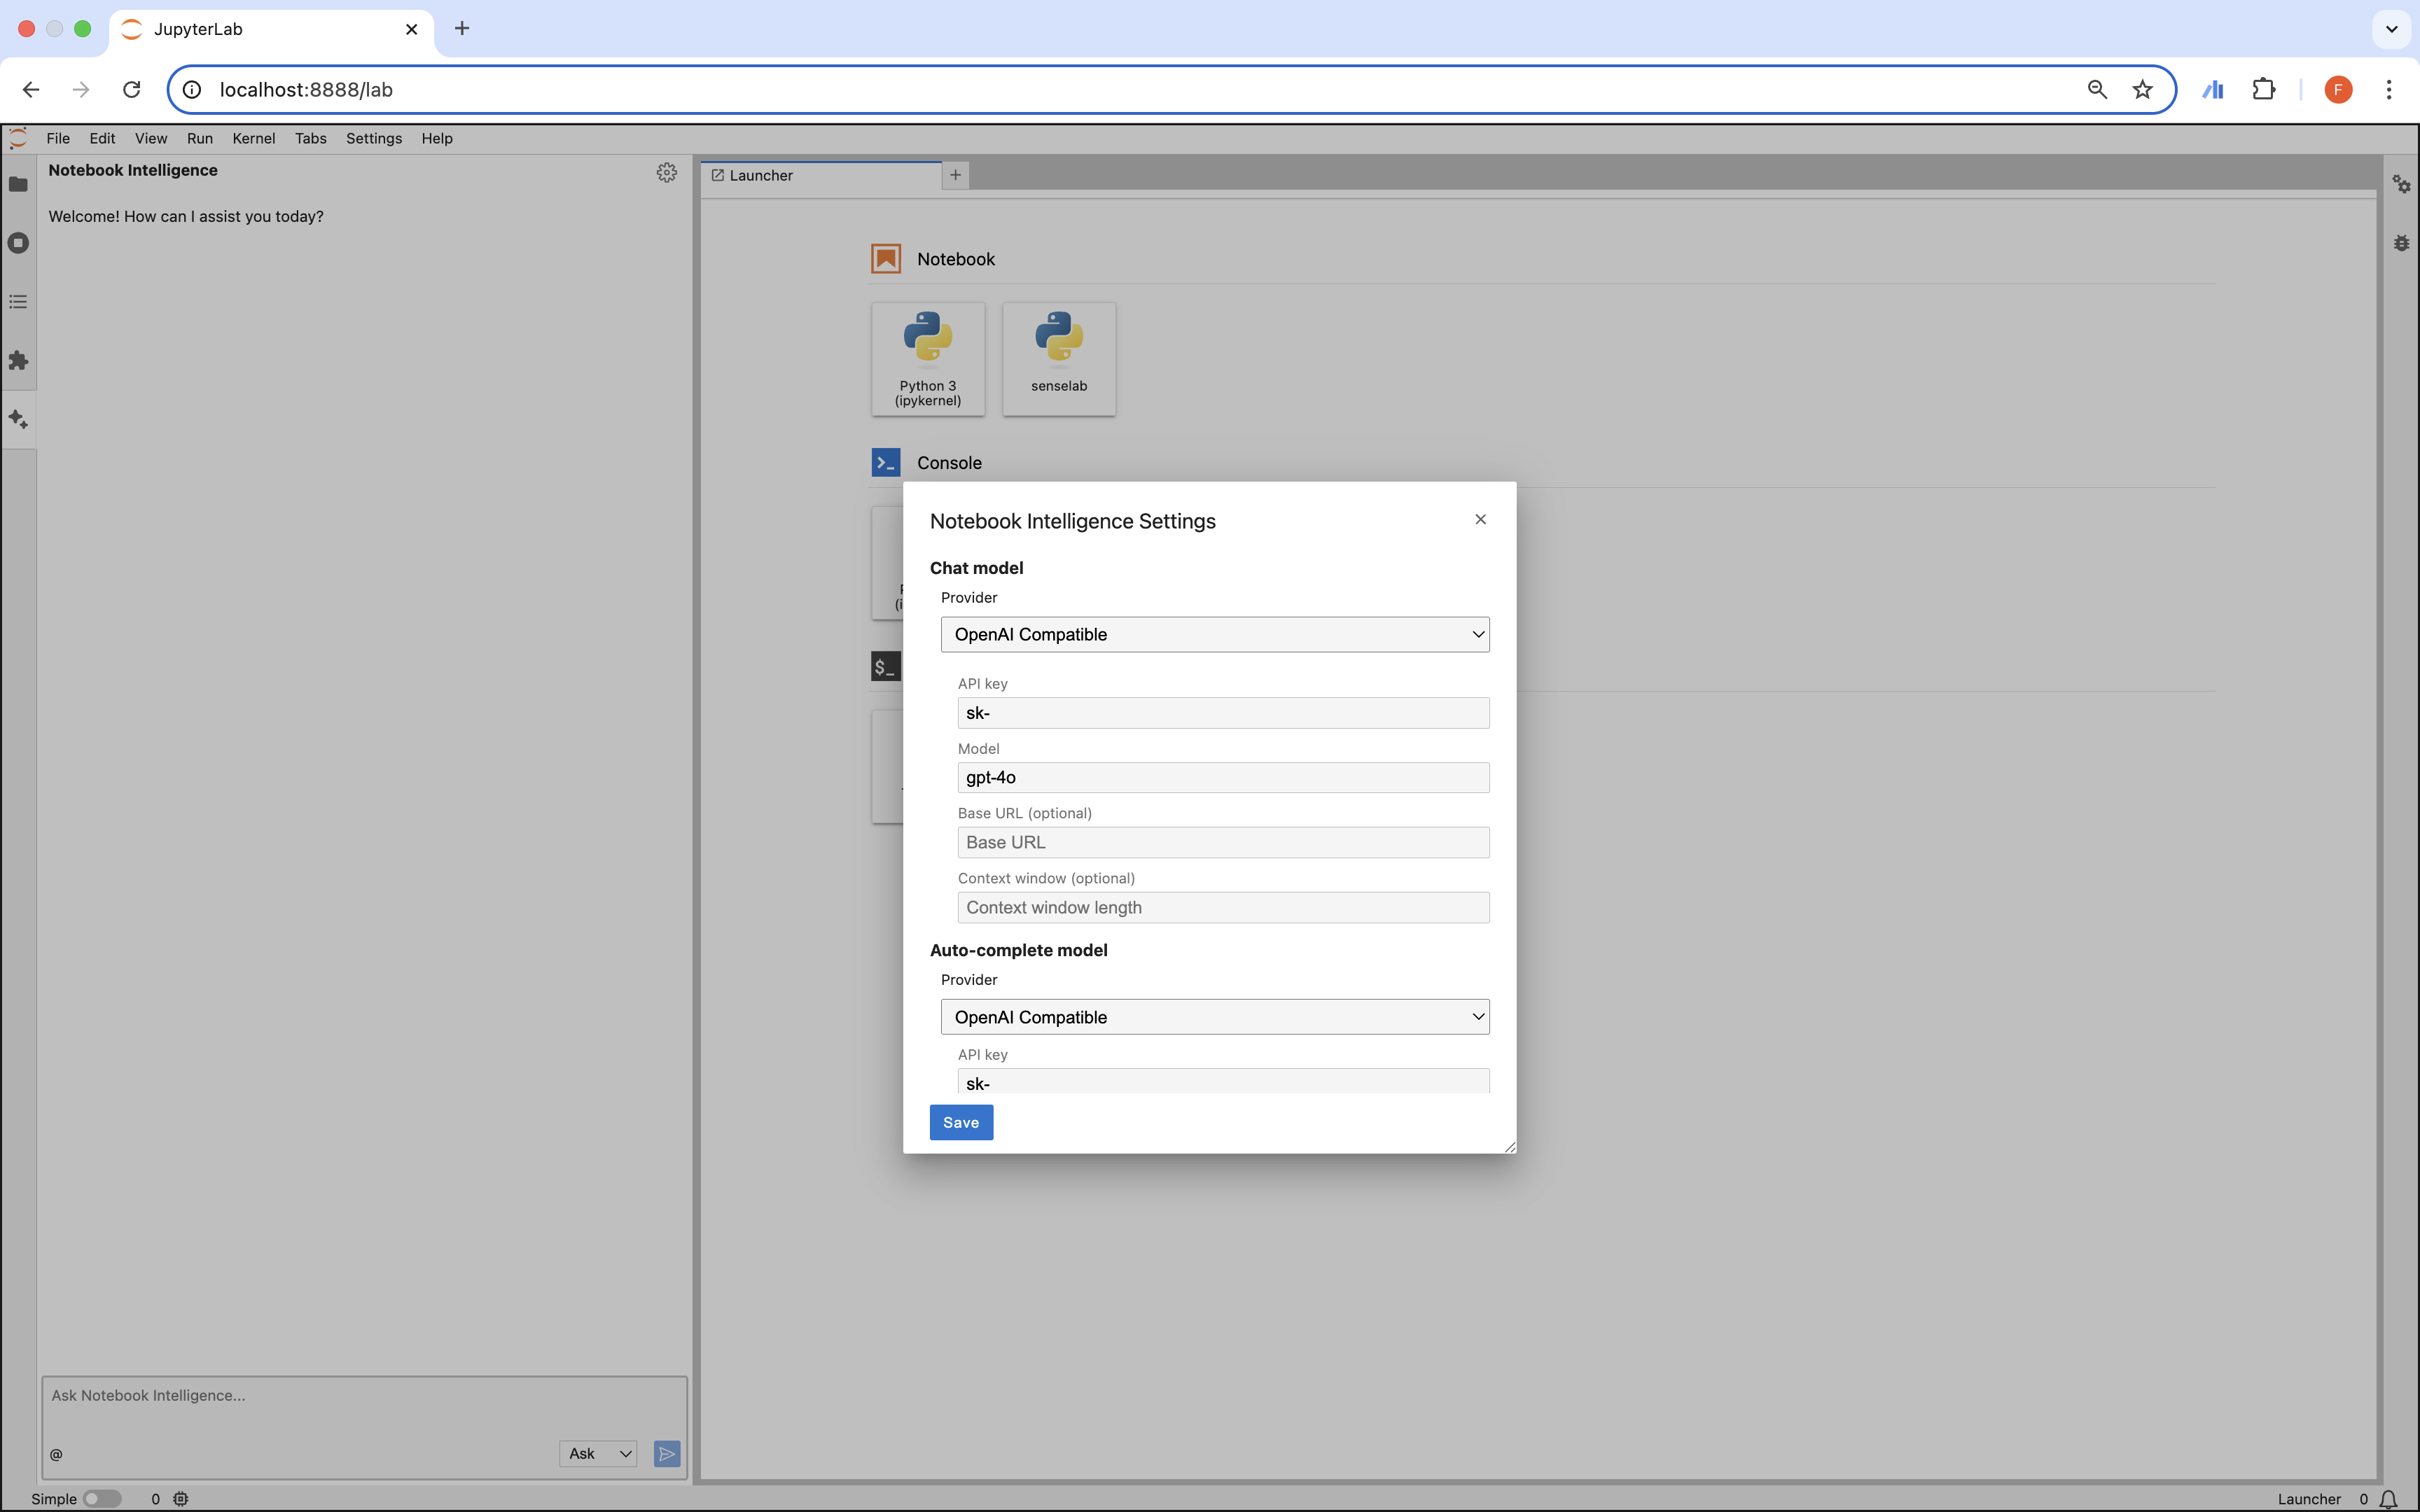 JupyterLab
localhost:8888/lab
F
File Edit View Run Kernel Tabs Settings Help
Notebook Intelligence
Welcome! How can I assist you today?
Ask Notebook Intelligence...
@
Ask
Launcher
Notebook
Python 3
(ipykernel)
senselab
>_ Console
(i
$_
Notebook Intelligence Settings
Chat model
Provider
OpenAI Compatible
API key
sk-
Model
gpt-4o
Base URL (optional)
Base URL
Context window (optional)
Context window length
Auto-complete model
Provider
OpenAI Compatible
API key
sk-
Save
Simple 0
Launcher 0